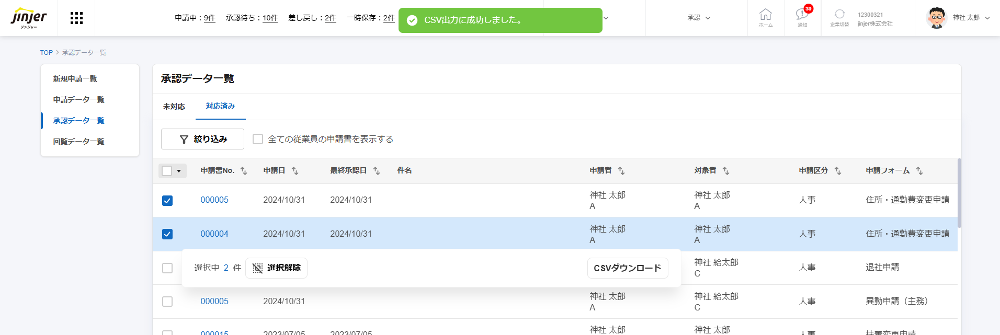 jinjer
ジンジャー
申請中：9件 承認待ち：10件 差し戻し：2件 一時保存：2件
CSV出力に成功しました。
承認
ホーム
30
通知
企業切替
12300321
jinjer株式会社
神社 太郎
TOP > 承認データ一覧
新規申請一覧
申請データ一覧
承認データ一覧
回覧データ一覧
承認データ一覧
未対応 対応済み
絞り込み 全ての従業員の申請書を表示する
申請書No. 申請日 最終承認日 件名 申請者 対象者 申請区分 申請フォーム
000005 2024/10/31 2024/10/31 神社 太郎 A 神社 太郎 A 人事 住所・通勤費変更申請
000004 2024/10/31 2024/10/31 神社 太郎 A 神社 太郎 A 人事 住所・通勤費変更申請
神社 給太郎 C 人事 退社申請
選択中 2 件 選択解除 CSVダウンロード
000005 2024/10/31 神社 太郎 A 神社 給太郎 C 人事 異動申請（主務）
000015 2023/07/05 2023/07/05 神社 太郎 神社 太郎 人事 扶養変更申請